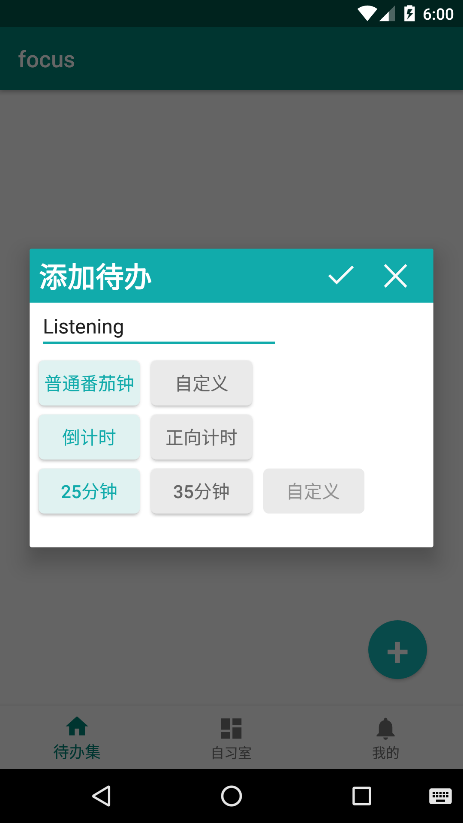 6:00
focus
添加待办
Listening
普通番茄钟 自定义
倒计时 正向计时
25分钟 35分钟 自定义
待办集 自习室 我的